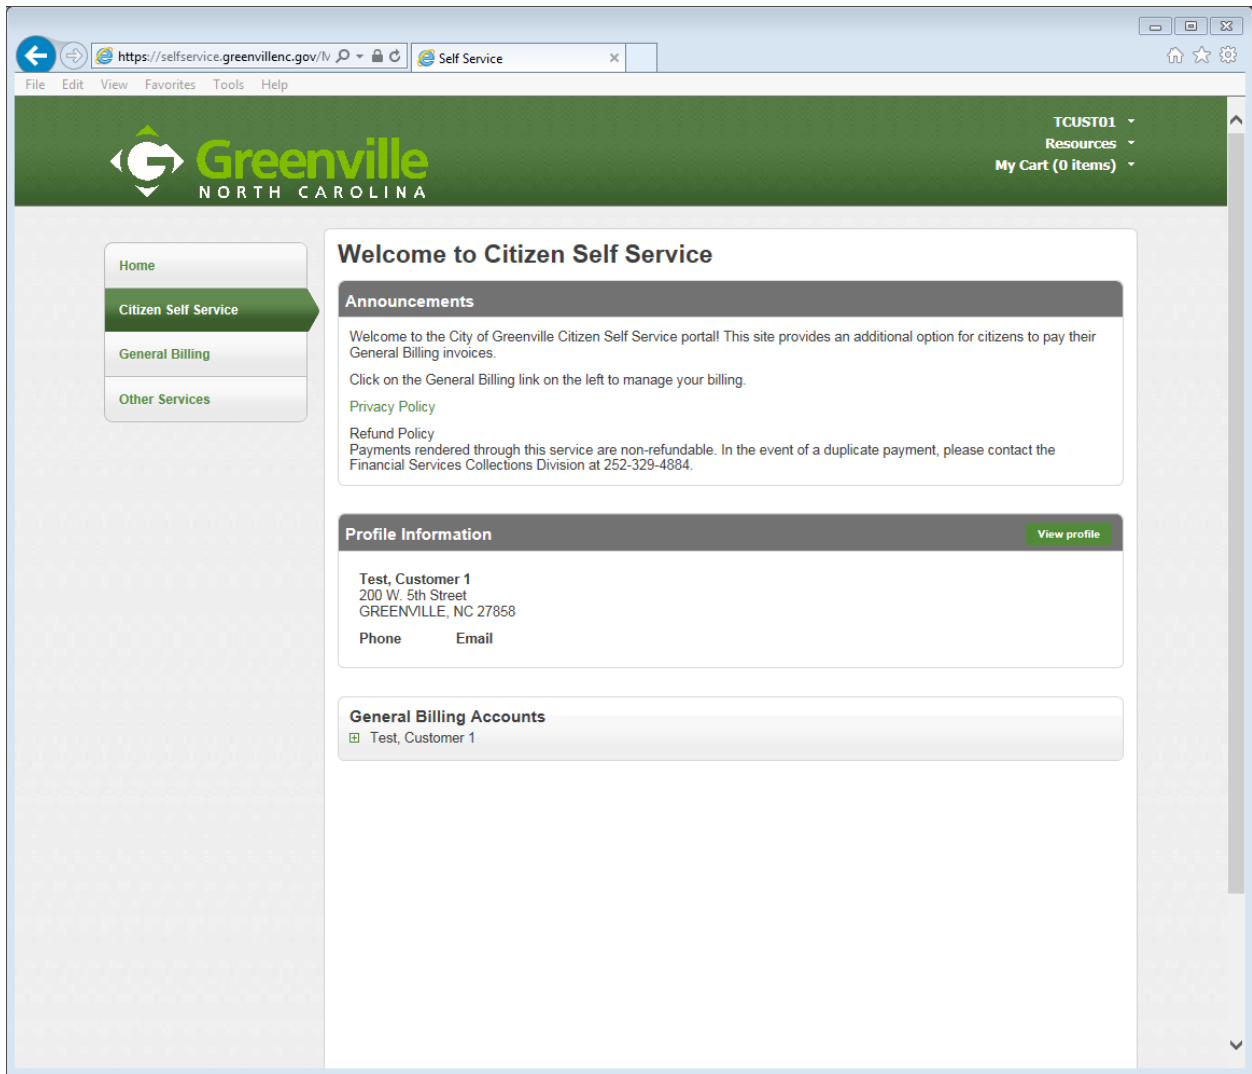 https://selfservice.greenvillenc.gov/M
Self Service
File Edit View Favorites Tools Help
Greenville
NORTH CAROLINA
TCUST01
Resources
My Cart (0 items)
Home
Citizen Self Service
General Billing
Other Services
Welcome to Citizen Self Service
Announcements
Welcome to the City of Greenville Citizen Self Service portal! This site provides an additional option for citizens to pay their
General Billing invoices.
Click on the General Billing link on the left to manage your billing.
Privacy Policy
Refund Policy
Payments rendered through this service are non-refundable. In the event of a duplicate payment, please contact the
Financial Services Collections Division at 252-329-4884.
Profile Information
View profile
Test, Customer 1
200 W. 5th Street
GREENVILLE, NC 27858
Phone Email
General Billing Accounts
Test, Customer 1